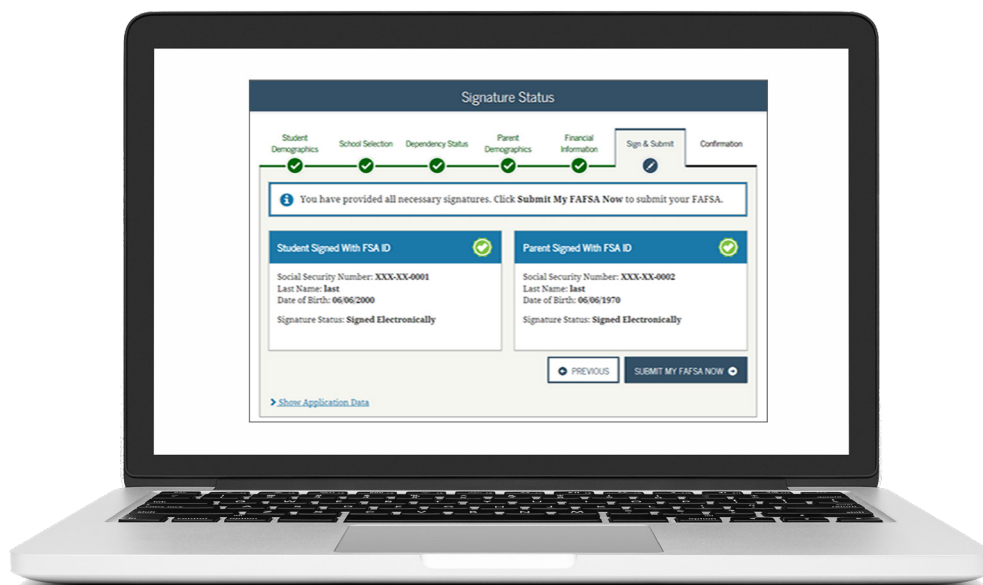 Signature Status
Student
Demographics
School Selection
Dependency Status
Parent
Demographics
Financial
Information
Sign & Submit
Confirmation
You have provided all necessary signatures. Click Submit My FAFSA Now to submit your FAFSA.
Student Signed With FSA ID
Social Security Number: XXX-XX-0001
Last Name: last
Date of Birth: 06/06/2000
Signature Status: Signed Electronically
Parent Signed With FSA ID
Social Security Number: XXX-XX-0002
Last Name: last
Date of Birth: 06/06/1970
Signature Status: Signed Electronically
PREVIOUS
SUBMIT MY FAFSA NOW
Show Application Data